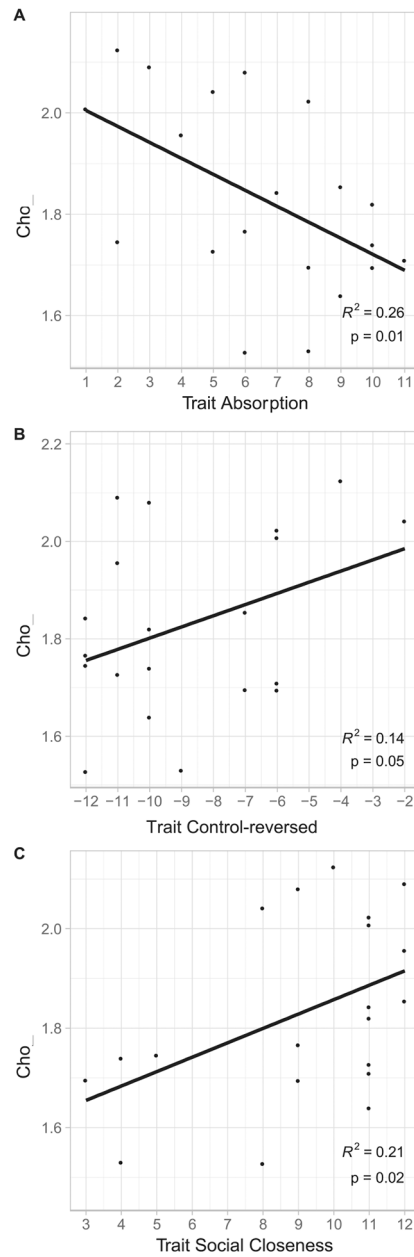 A
Cho_
2.0
1.8
1.6
1 2 3 4 5 6 7 8 9 10 11
R² = 0.26
p = 0.01
Trait Absorption
B
Cho_
2.2
2.0
1.8
1.6
−12 −11 −10 −9 −8 −7 −6 −5 −4 −3 −2
R² = 0.14
p = 0.05
Trait Control-reversed
C
Cho_
2.0
1.8
1.6
3 4 5 6 7 8 9 10 11 12
R² = 0.21
p = 0.02
Trait Social Closeness